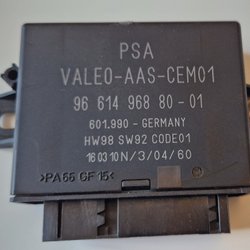 PSA
VALEO-AAS-CEM01
96 614 968 80-01
601.990 - GERMANY
HW98 SW92 CODE01
160310N/3/04/60
>PA66 GF 15<